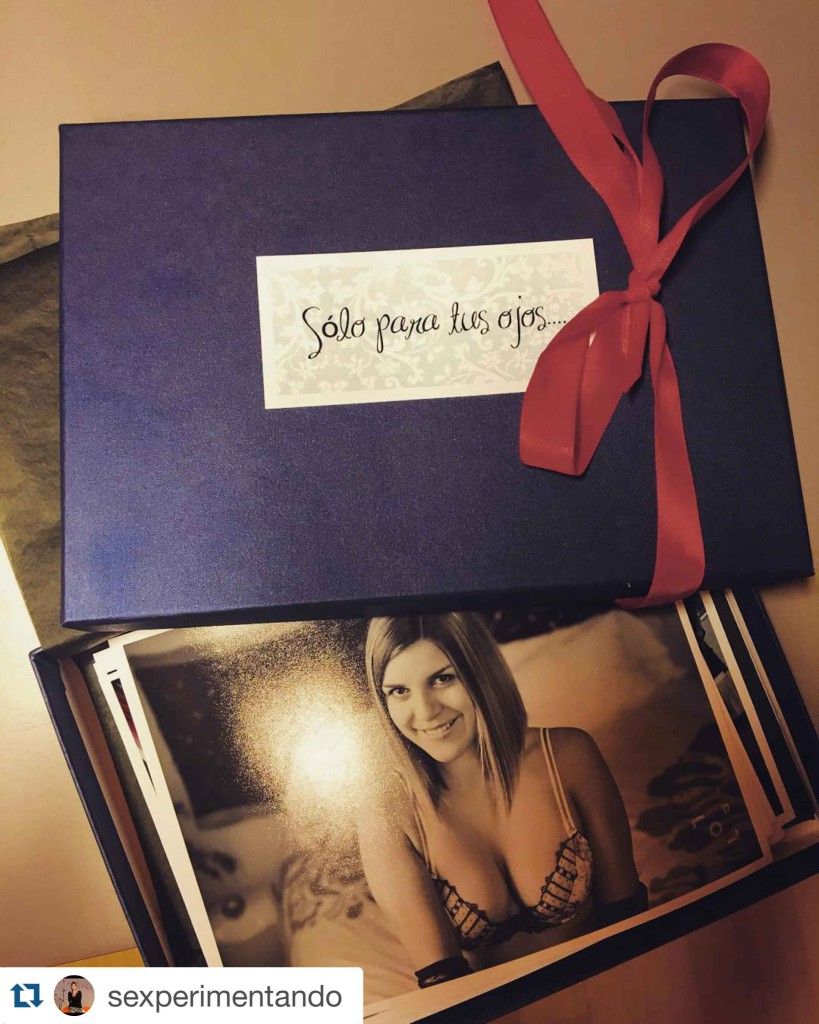 Sólo para tus ojos....
sexperimentando